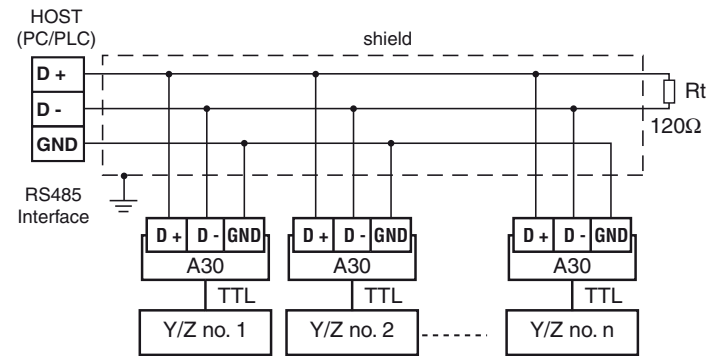 HOST
(PC/PLC)
shield
D +
D -
GND
Rt
120Ω
RS485
Interface
D + D - GND D + D - GND D + D - GND
A30 A30 A30
TTL TTL TTL
Y/Z no. 1 Y/Z no. 2 Y/Z no. n